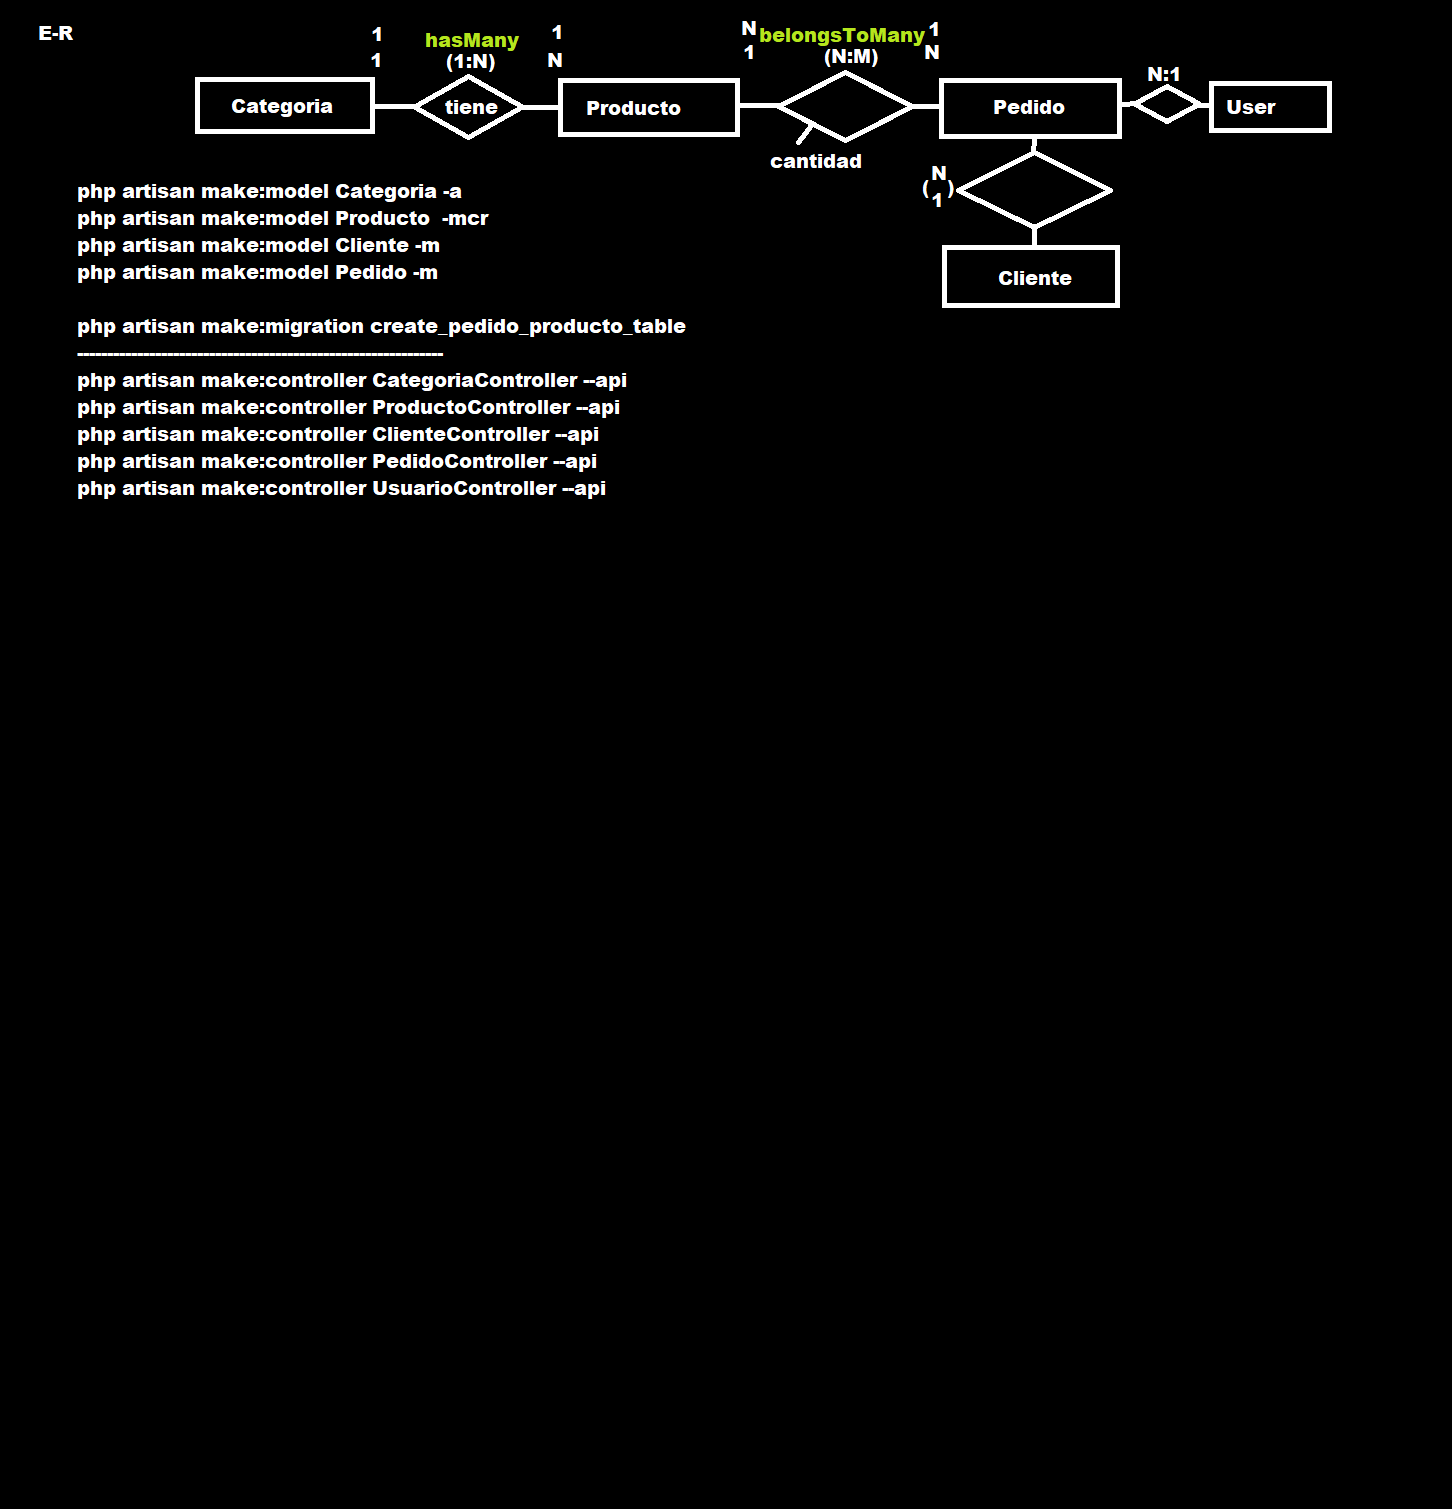 E-R
1 hasMany 1
1 (1:N) N
N belongsToMany 1
1 (N:M) N
N:1
Categoria tiene Producto Pedido User
cantidad
(N
1)
Cliente
php artisan make:model Categoria -a
php artisan make:model Producto  -mcr
php artisan make:model Cliente -m
php artisan make:model Pedido -m
php artisan make:migration create_pedido_producto_table
-------------------------------------------------------------
php artisan make:controller CategoriaController --api
php artisan make:controller ProductoController --api
php artisan make:controller ClienteController --api
php artisan make:controller PedidoController --api
php artisan make:controller UsuarioController --api